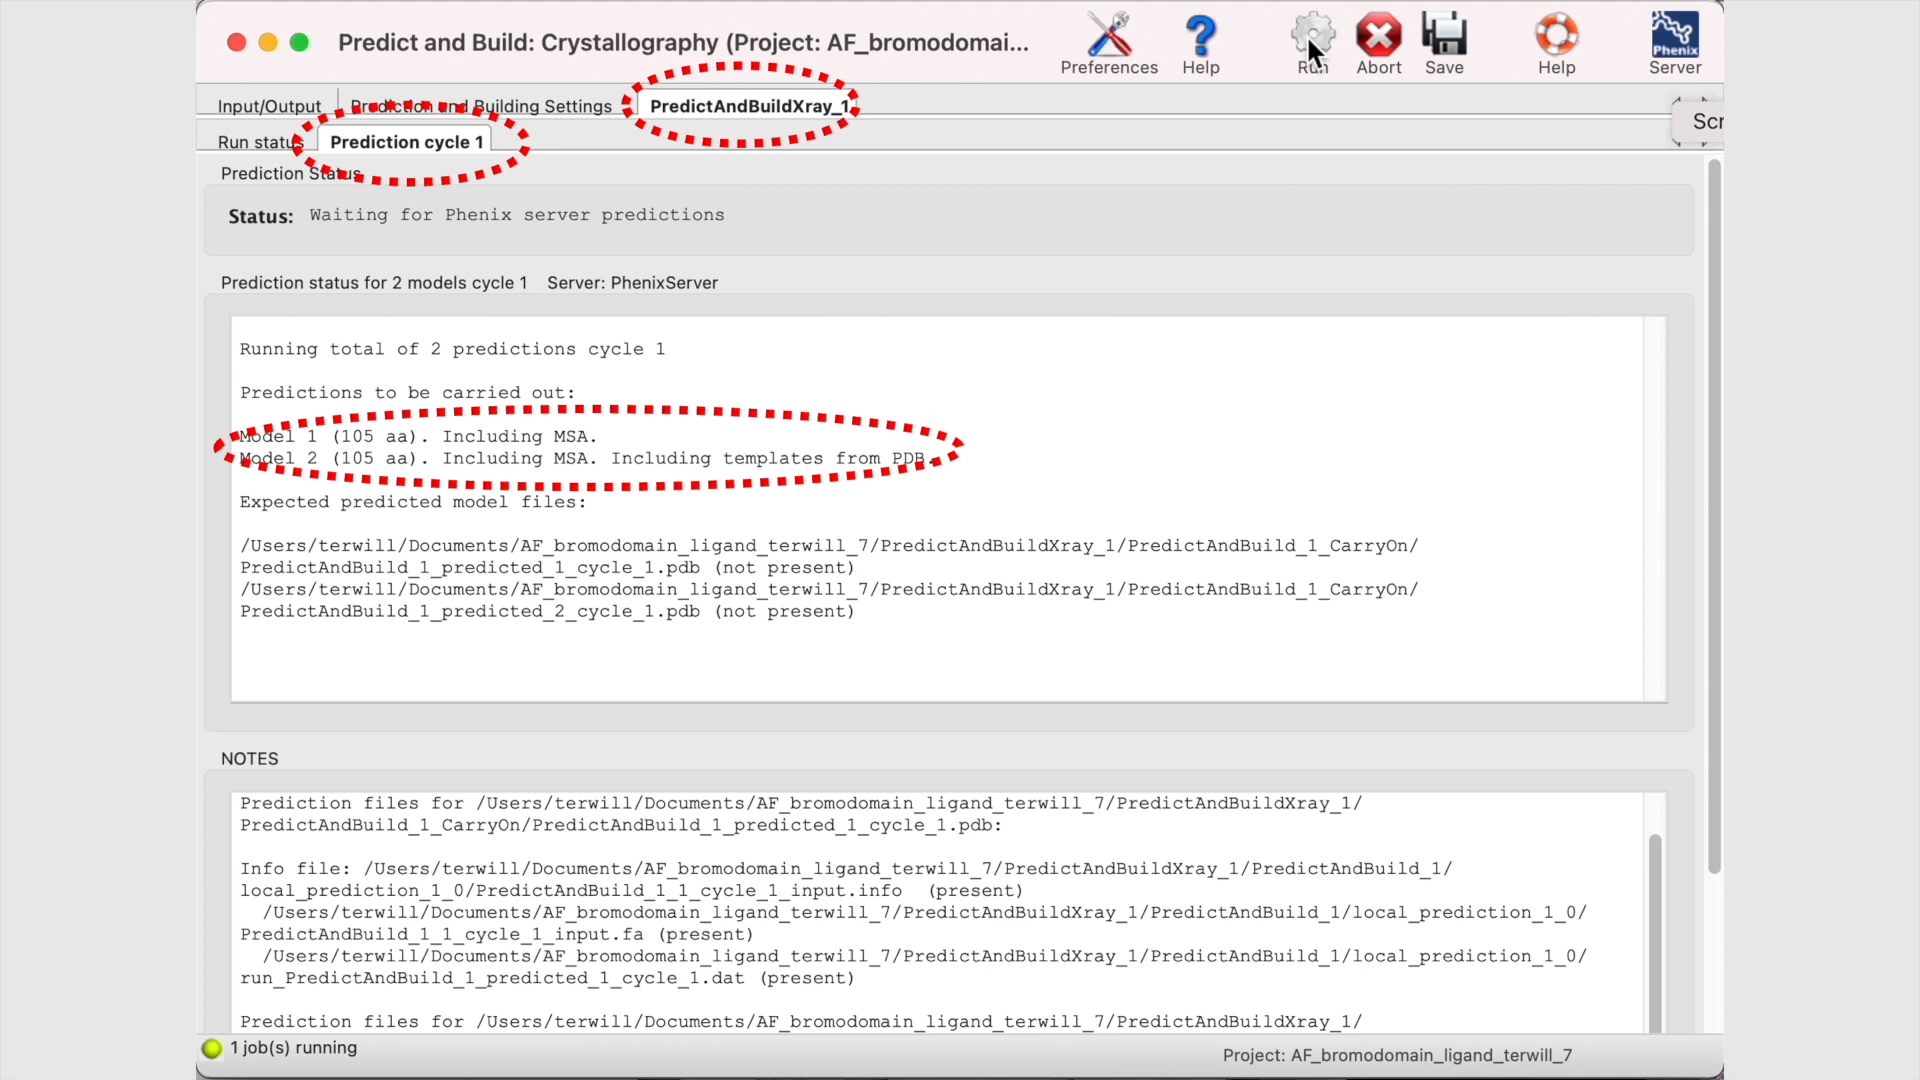 Predict and Build: Crystallography (Project: AF_bromodomai...
Preferences
Help
Run
Abort
Save
Help
Phenix
Server
Input/Output
Prediction and Building Settings
PredictAndBuildXray_1
Scr
Run status
Prediction cycle 1
Prediction Status
Status: Waiting for Phenix server predictions
Prediction status for 2 models cycle 1 Server: PhenixServer
Running total of 2 predictions cycle 1
Predictions to be carried out:
Model 1 (105 aa). Including MSA.
Model 2 (105 aa). Including MSA. Including templates from PDB.
Expected predicted model files:
/Users/terwill/Documents/AF_bromodomain_ligand_terwill_7/PredictAndBuildXray_1/PredictAndBuild_1_CarryOn/
PredictAndBuild_1_predicted_1_cycle_1.pdb (not present)
/Users/terwill/Documents/AF_bromodomain_ligand_terwill_7/PredictAndBuildXray_1/PredictAndBuild_1_CarryOn/
PredictAndBuild_1_predicted_2_cycle_1.pdb (not present)
NOTES
Prediction files for /Users/terwill/Documents/AF_bromodomain_ligand_terwill_7/PredictAndBuildXray_1/
PredictAndBuild_1_CarryOn/PredictAndBuild_1_predicted_1_cycle_1.pdb:
Info file: /Users/terwill/Documents/AF_bromodomain_ligand_terwill_7/PredictAndBuildXray_1/PredictAndBuild_1/
local_prediction_1_0/PredictAndBuild_1_1_cycle_1_input.info (present)
/Users/terwill/Documents/AF_bromodomain_ligand_terwill_7/PredictAndBuildXray_1/PredictAndBuild_1/local_prediction_1_0/
PredictAndBuild_1_1_cycle_1_input.fa (present)
/Users/terwill/Documents/AF_bromodomain_ligand_terwill_7/PredictAndBuildXray_1/PredictAndBuild_1/local_prediction_1_0/
run_PredictAndBuild_1_predicted_1_cycle_1.dat (present)
Prediction files for /Users/terwill/Documents/AF_bromodomain_ligand_terwill_7/PredictAndBuildXray_1/
1 job(s) running
Project: AF_bromodomain_ligand_terwill_7